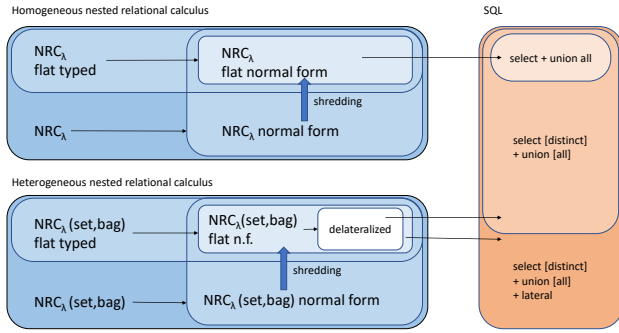 Homogeneous nested relational calculus
SQL
NRCλ
flat typed
NRCλ
flat normal form
select + union all
shredding
NRCλ
NRCλ normal form
select [distinct]
+ union [all]
Heterogeneous nested relational calculus
NRCλ(set,bag)
flat typed
NRCλ(set,bag)
flat n.f.
delateralized
shredding
select [distinct]
+ union [all]
+ lateral
NRCλ(set,bag)
NRCλ(set,bag) normal form